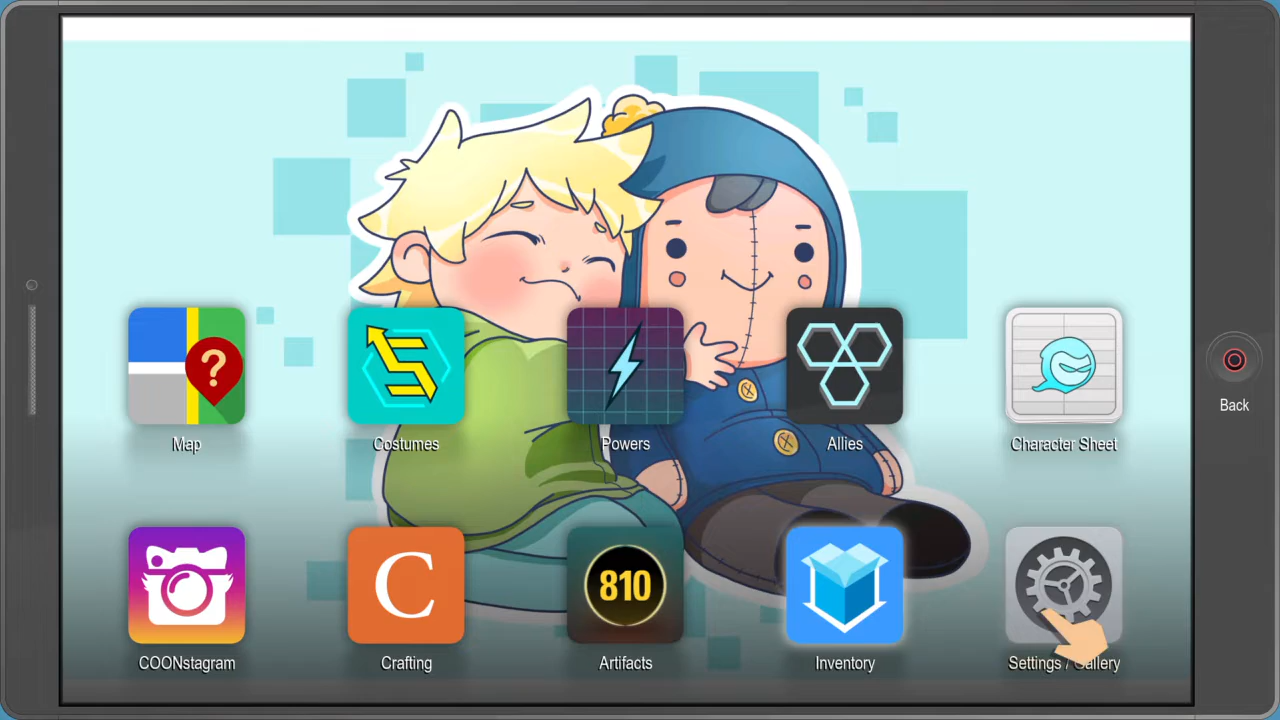 ?
Map
Costumes
Powers
Allies
Character Sheet
Back
C
810
COONstagram
Crafting
Artifacts
Inventory
Settings / Gallery